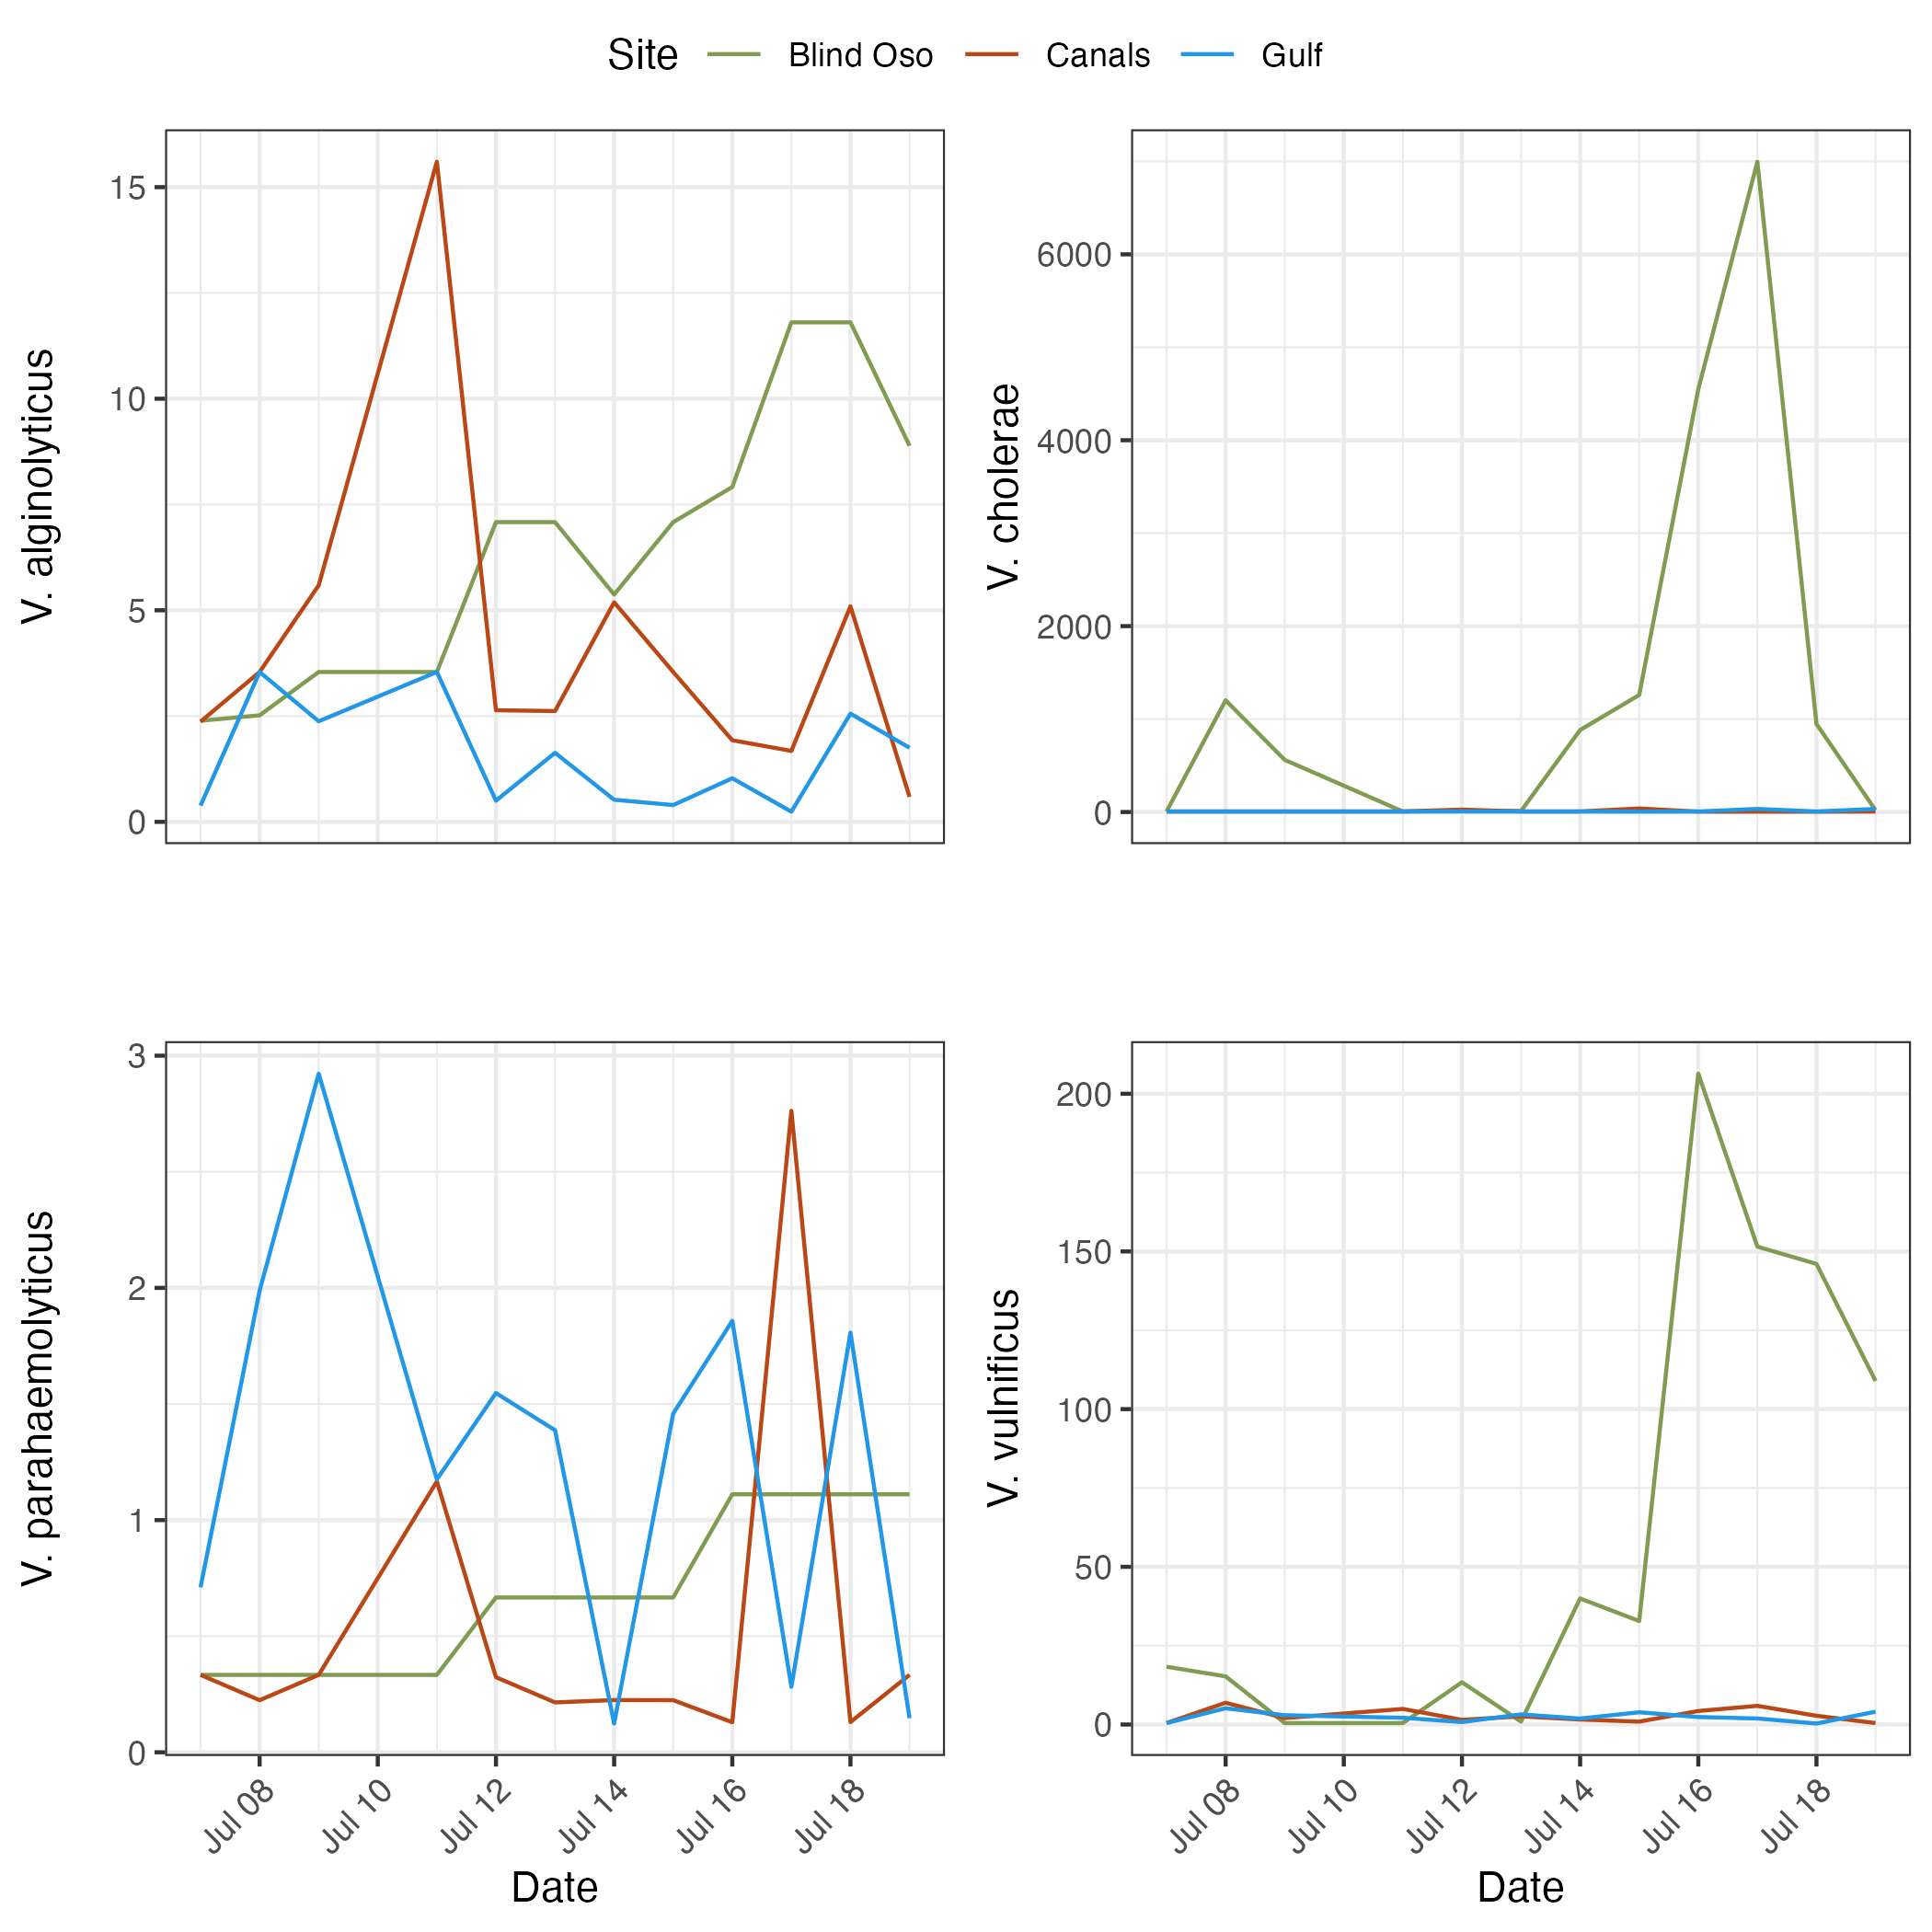 Site Blind Oso Canals Gulf
V. alginolyticus
15
10
5
0
V. cholerae
6000
4000
2000
0
V. parahaemolyticus
3
2
1
0
Jul 08 Jul 10 Jul 12 Jul 14 Jul 16 Jul 18
Date
V. vulnificus
200
150
100
50
0
Jul 08 Jul 10 Jul 12 Jul 14 Jul 16 Jul 18
Date